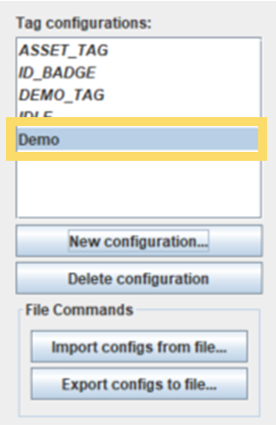 Tag configurations:
ASSET_TAG
ID_BADGE
DEMO_TAG
IDLE
Demo
New configuration...
Delete configuration
File Commands
Import configs from file...
Export configs to file...